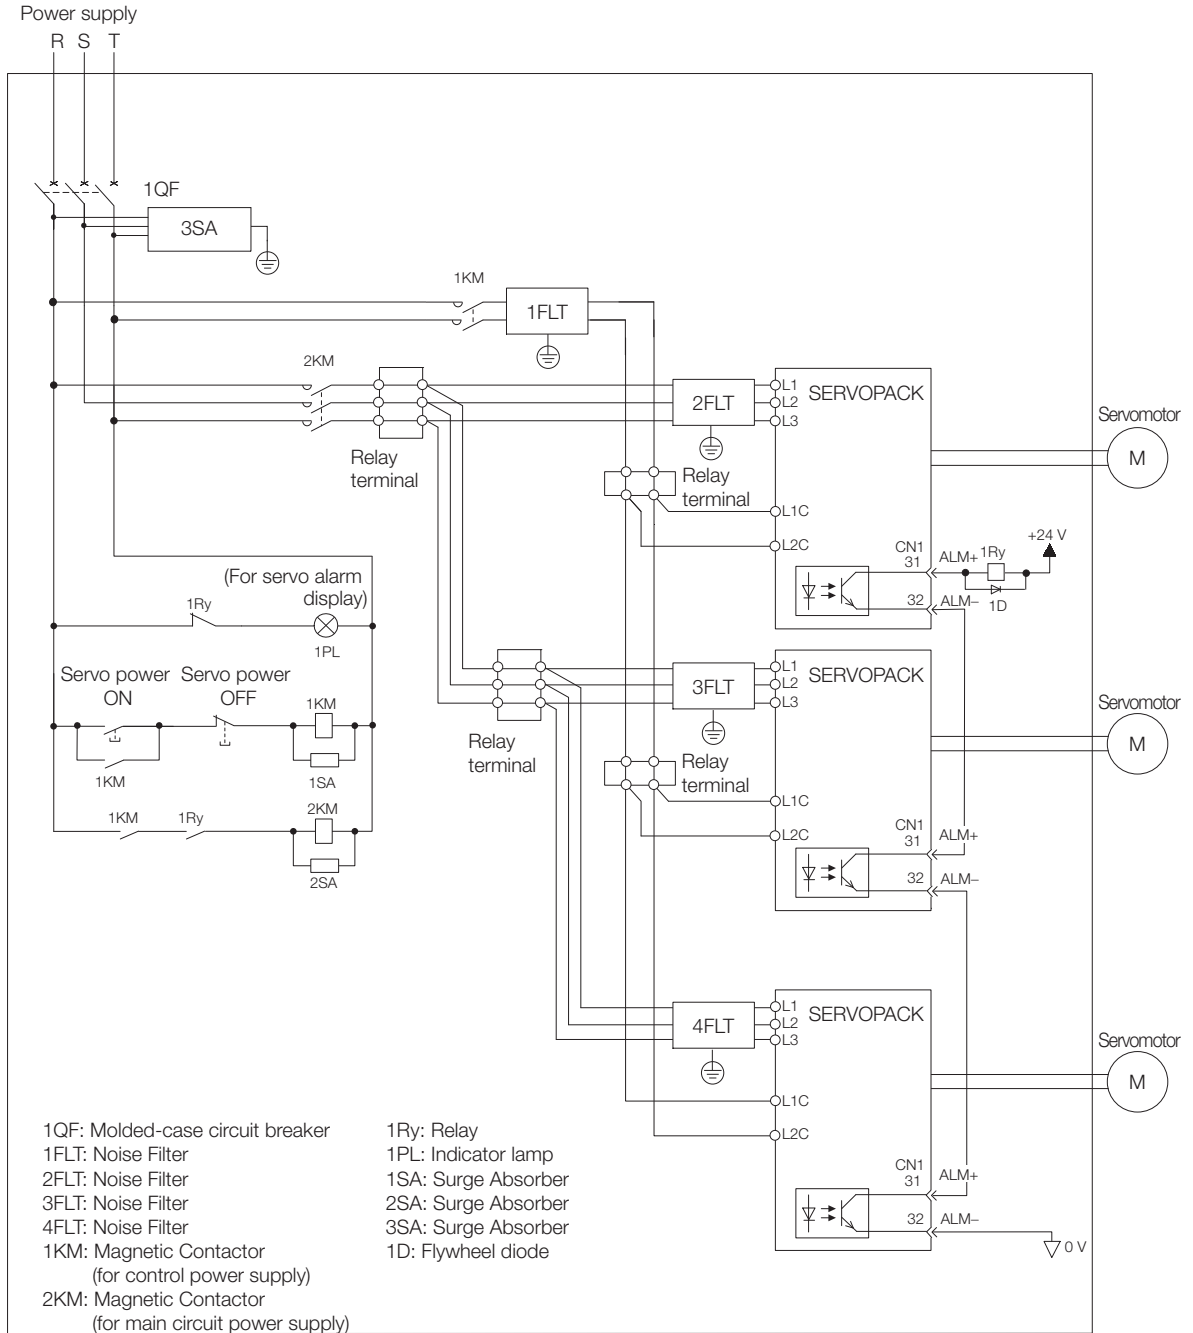 Power supply
R S T
1QF
3SA
1KM
1FLT
2KM
L1
SERVOPACK
2FLT
L2
L3
Servomotor
M
Relay
terminal
Relay
terminal
L1C
L2C
CN1
31
ALM+
1Ry
+24 V
32
ALM–
1D
(For servo alarm
display)
1Ry
1PL
Servo power
ON
Servo power
OFF
1KM
1KM
1SA
1KM
1Ry
2KM
2SA
L1
SERVOPACK
3FLT
L2
L3
Servomotor
M
Relay
terminal
Relay
terminal
L1C
L2C
CN1
31
ALM+
32
ALM–
L1
SERVOPACK
4FLT
L2
L3
Servomotor
M
L1C
L2C
CN1
31
ALM+
32
ALM–
0 V
1QF: Molded-case circuit breaker
1FLT: Noise Filter
2FLT: Noise Filter
3FLT: Noise Filter
4FLT: Noise Filter
1KM: Magnetic Contactor
(for control power supply)
2KM: Magnetic Contactor
(for main circuit power supply)
1Ry: Relay
1PL: Indicator lamp
1SA: Surge Absorber
2SA: Surge Absorber
3SA: Surge Absorber
1D: Flywheel diode